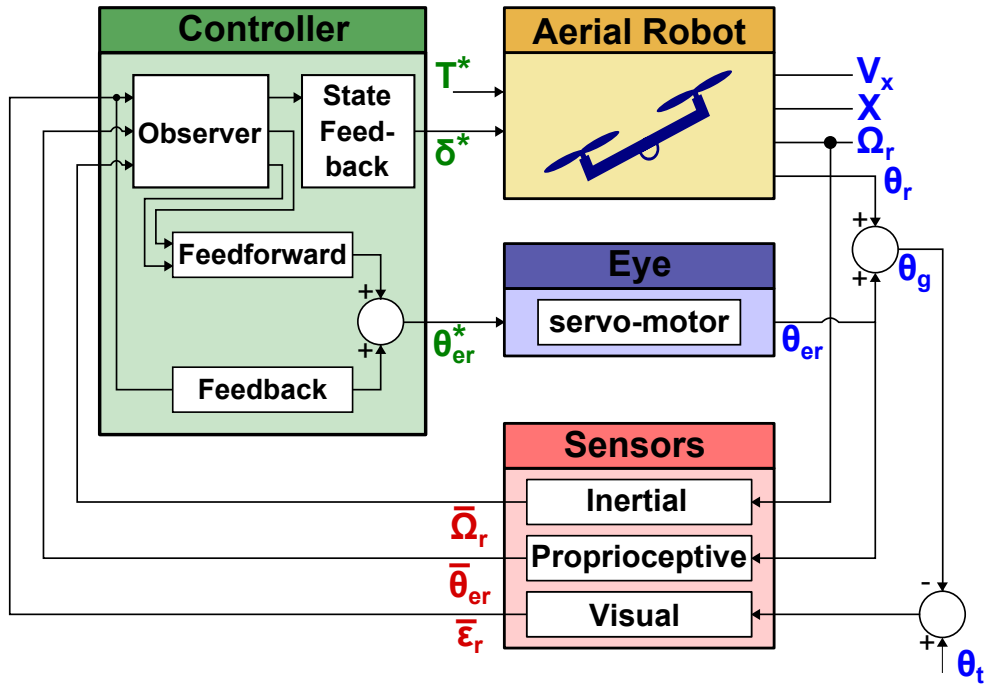 Controller
Observer
State
Feed-
back
Feedforward
+
+
Feedback
T*
δ*
θ*er
Aerial Robot
Vx
X
Ωr
θr
+
+
θg
Eye
servo-motor
θer
Sensors
Inertial
Proprioceptive
Visual
Ω̅r
θ̅er
ε̅r
-
+
θt